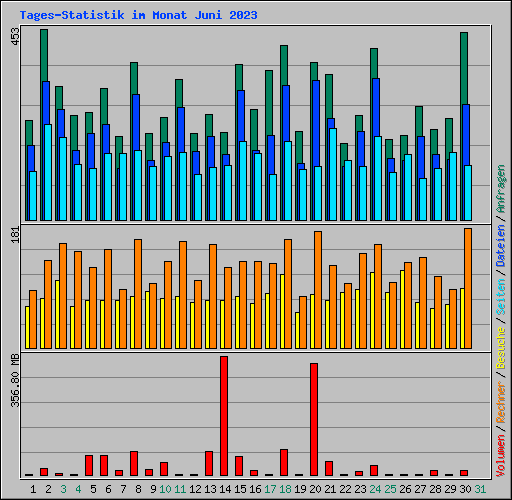 Tages-Statistik im Monat Juni 2023
453
181
356.80 MB
Volumen / Rechner / Besuche / Seiten / Dateien / Anfragen
1 2 3 4 5 6 7 8 9 10 11 12 13 14 15 16 17 18 19 20 21 22 23 24 25 26 27 28 29 30 31